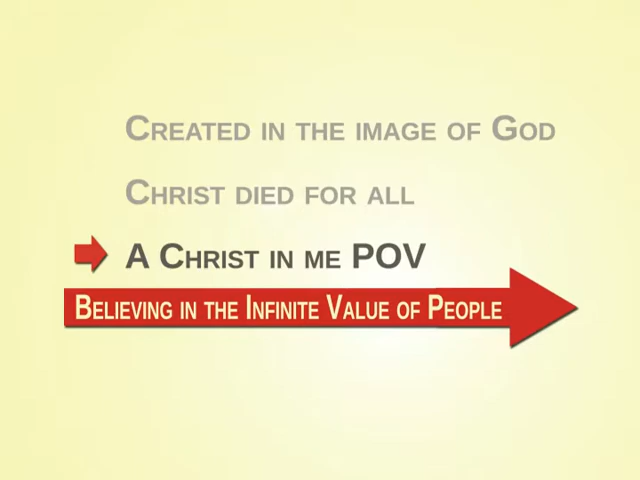 Created in the image of God
Christ died for all
A Christ in me POV
Believing in the Infinite Value of People